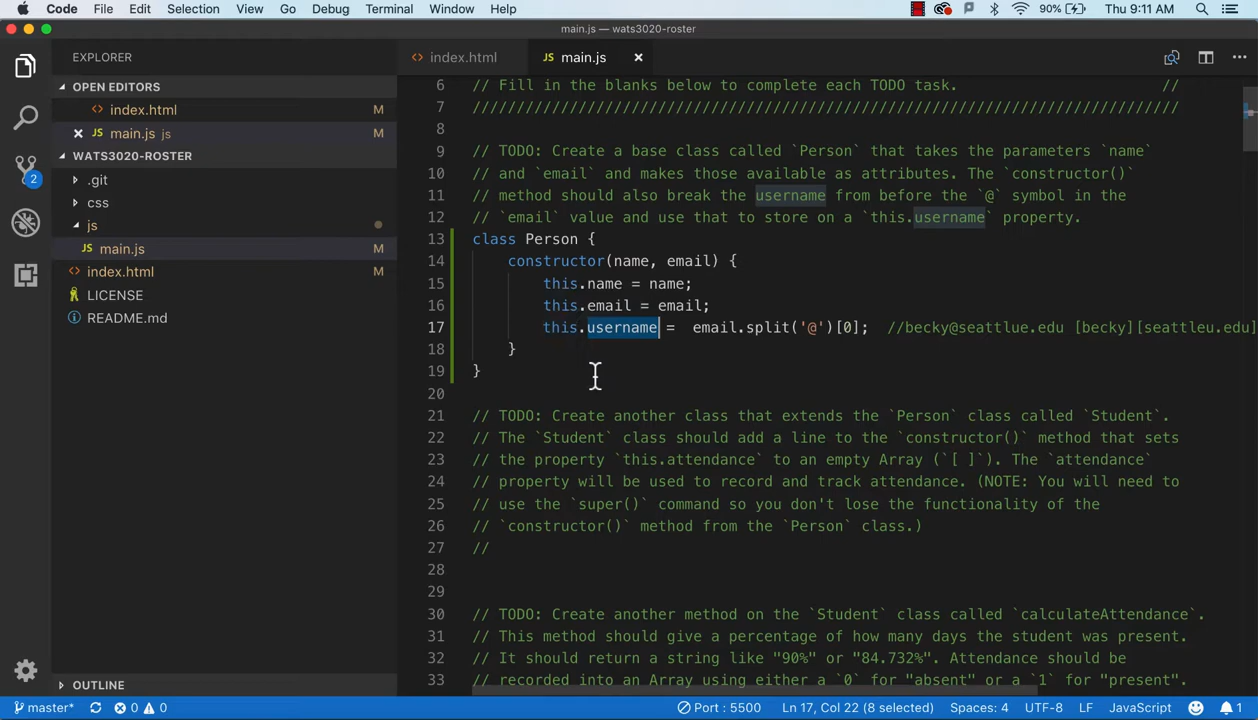 Code File Edit Selection View Go Debug Terminal Window Help 90% Thu 9:11 AM
main.js — wats3020-roster
EXPLORER
OPEN EDITORS
<> index.html M
× JS main.js js M
WATS3020-ROSTER
.git
css
js
JS main.js M
<> index.html M
LICENSE
README.md
OUTLINE
2
<> index.html JS main.js ×
6 // Fill in the blanks below to complete each TODO task. //
7 ////////////////////////////////////////////////////////////////////////////////
8
9 // TODO: Create a base class called `Person` that takes the parameters `name`
10 // and `email` and makes those available as attributes. The `constructor()`
11 // method should also break the username from before the `@` symbol in the
12 // `email` value and use that to store on a `this.username` property.
13 class Person {
14 constructor(name, email) {
15 this.name = name;
16 this.email = email;
17 this.username = email.split('@')[0]; //becky@seattlue.edu [becky][seattleu.edu]
18 }
19 }
20
21 // TODO: Create another class that extends the `Person` class called `Student`.
22 // The `Student` class should add a line to the `constructor()` method that sets
23 // the property `this.attendance` to an empty Array (`[ ]`). The `attendance`
24 // property will be used to record and track attendance. (NOTE: You will need to
25 // use the `super()` command so you don't lose the functionality of the
26 // `constructor()` method from the `Person` class.)
27 //
28
29
30 // TODO: Create another method on the `Student` class called `calculateAttendance`.
31 // This method should give a percentage of how many days the student was present.
32 // It should return a string like "90%" or "84.732%". Attendance should be
33 // recorded into an Array using either a `0` for "absent" or a `1` for "present".
master* 0 0 Port : 5500 Ln 17, Col 22 (8 selected) Spaces: 4 UTF-8 LF JavaScript 1